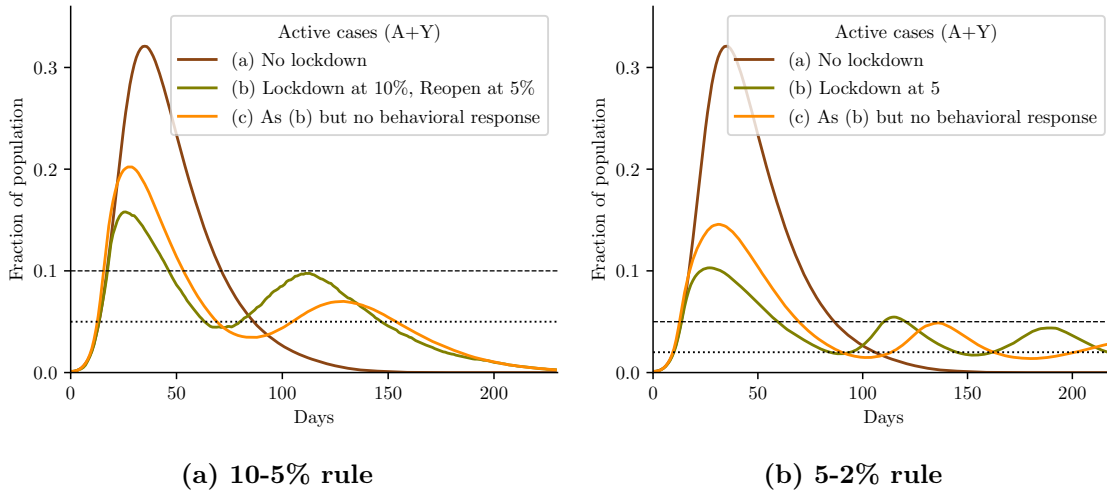 Active cases (A+Y)
(a) No lockdown
(b) Lockdown at 10%, Reopen at 5%
(c) As (b) but no behavioral response
Fraction of population
0.3
0.2
0.1
0.0
0
50
100
150
200
Days
(a) 10-5% rule
Active cases (A+Y)
(a) No lockdown
(b) Lockdown at 5
(c) As (b) but no behavioral response
Fraction of population
0.3
0.2
0.1
0.0
0
50
100
150
200
Days
(b) 5-2% rule